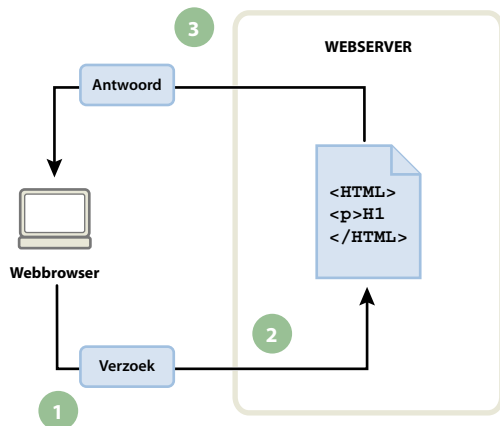 3
WEBSERVER
Antwoord
<HTML>
<p>H1
</HTML>
Webbrowser
2
Verzoek
1